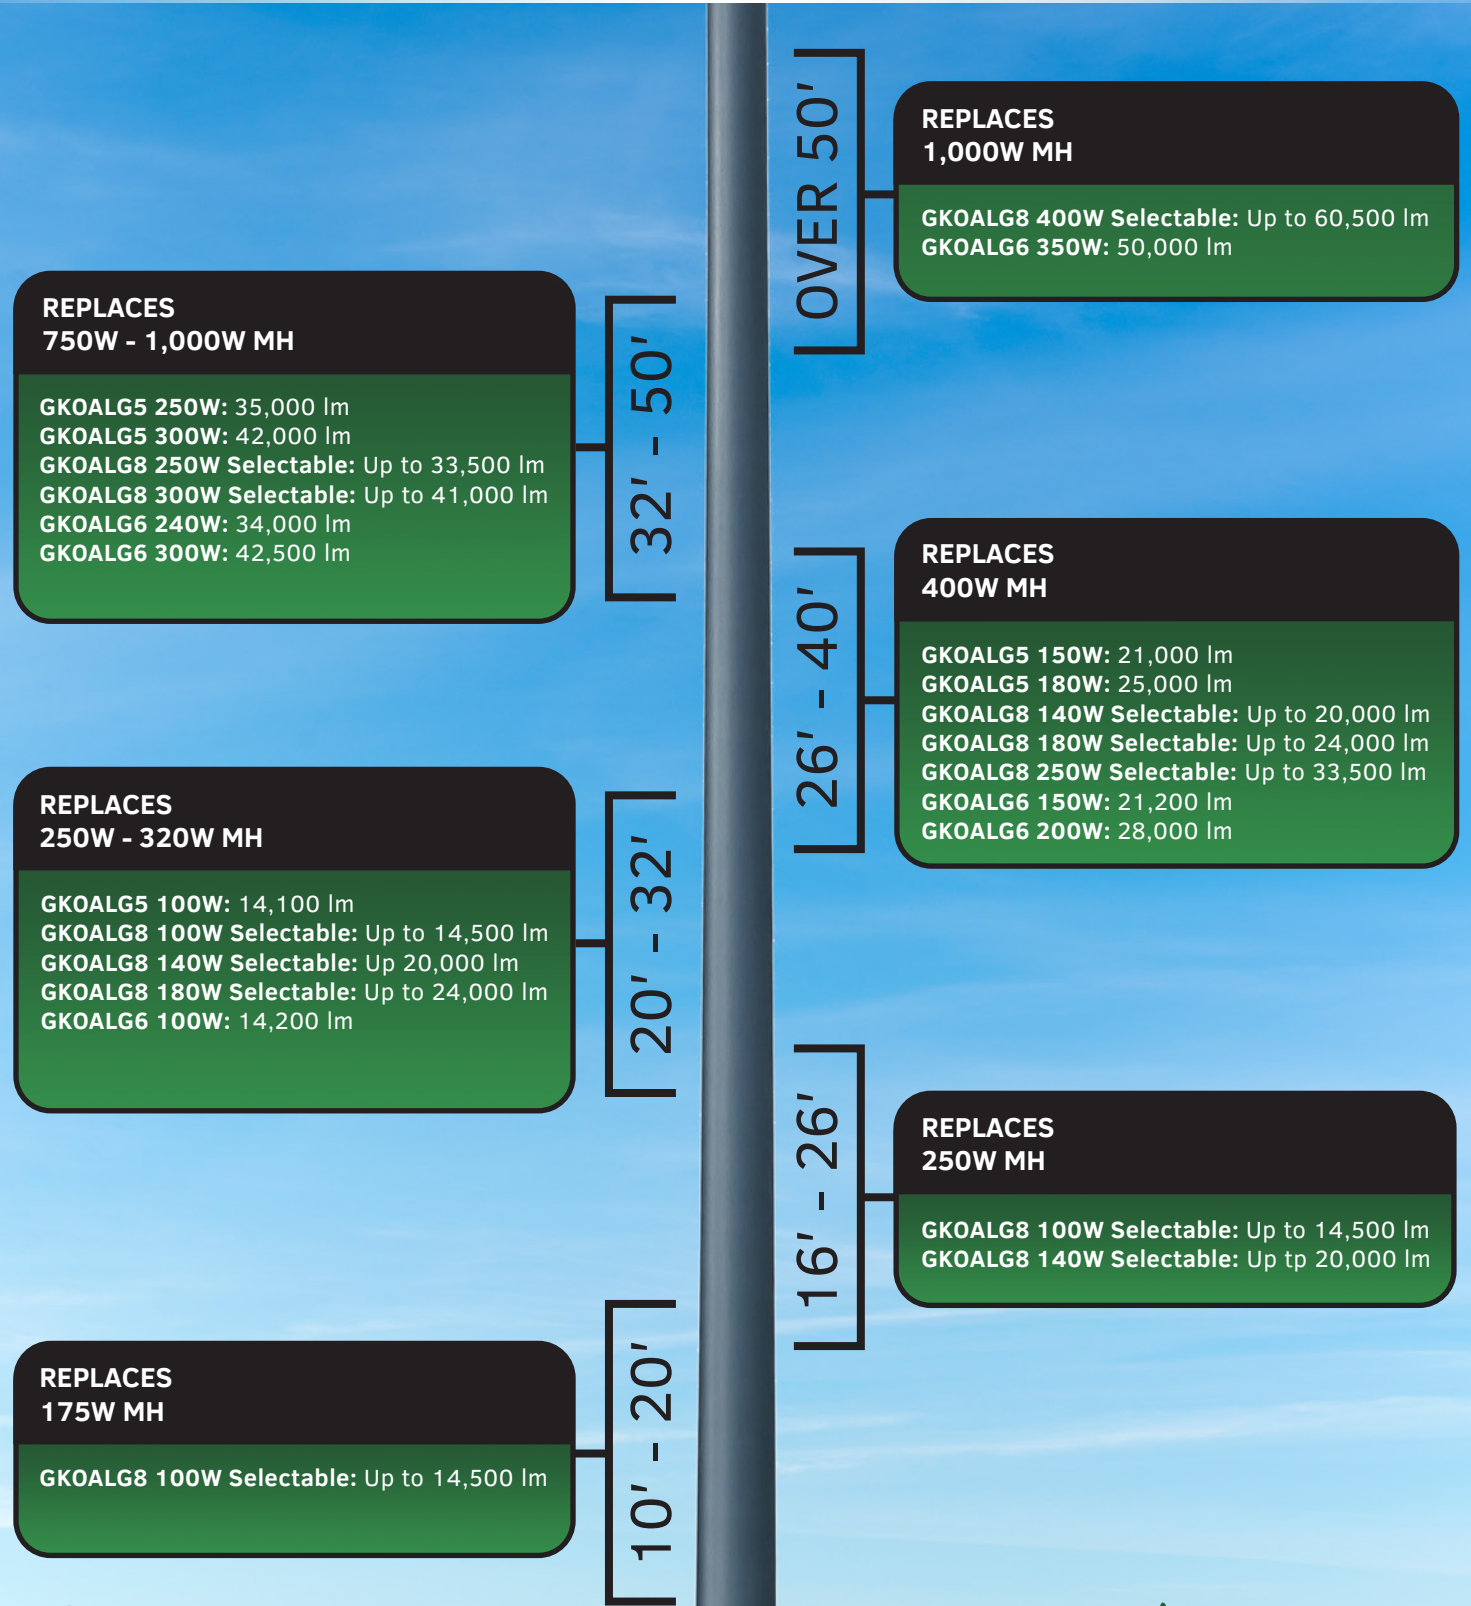 OVER 50'
REPLACES
1,000W MH
GKOALG8 400W Selectable: Up to 60,500 lm
GKOALG6 350W: 50,000 lm
REPLACES
750W - 1,000W MH
GKOALG5 250W: 35,000 lm
GKOALG5 300W: 42,000 lm
GKOALG8 250W Selectable: Up to 33,500 lm
GKOALG8 300W Selectable: Up to 41,000 lm
GKOALG6 240W: 34,000 lm
GKOALG6 300W: 42,500 lm
32' - 50'
26' - 40'
REPLACES
400W MH
GKOALG5 150W: 21,000 lm
GKOALG5 180W: 25,000 lm
GKOALG8 140W Selectable: Up to 20,000 lm
GKOALG8 180W Selectable: Up to 24,000 lm
GKOALG8 250W Selectable: Up to 33,500 lm
GKOALG6 150W: 21,200 lm
GKOALG6 200W: 28,000 lm
REPLACES
250W - 320W MH
GKOALG5 100W: 14,100 lm
GKOALG8 100W Selectable: Up to 14,500 lm
GKOALG8 140W Selectable: Up 20,000 lm
GKOALG8 180W Selectable: Up to 24,000 lm
GKOALG6 100W: 14,200 lm
20' - 32'
16' - 26'
REPLACES
250W MH
GKOALG8 100W Selectable: Up to 14,500 lm
GKOALG8 140W Selectable: Up tp 20,000 lm
REPLACES
175W MH
GKOALG8 100W Selectable: Up to 14,500 lm
10' - 20'